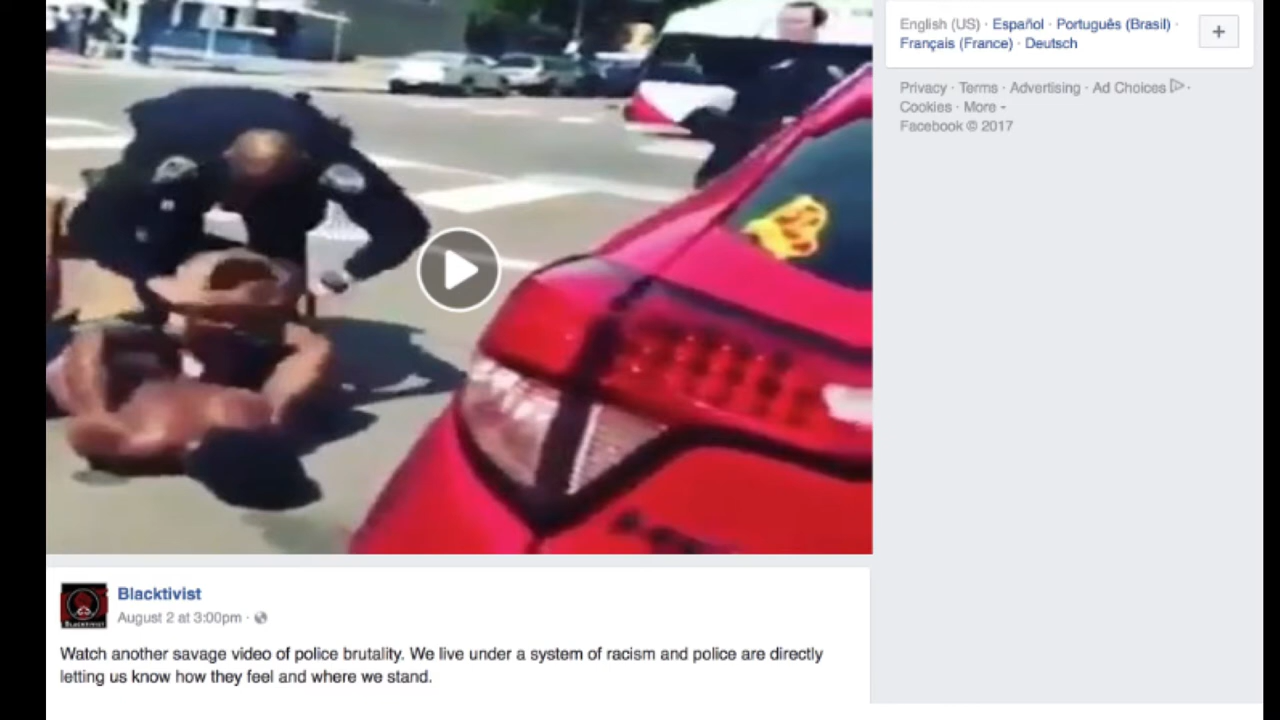 English (US) · Español · Português (Brasil) ·
Français (France) · Deutsch
+
Privacy · Terms · Advertising · Ad Choices ·
Cookies · More
Facebook © 2017
Blacktivist
August 2 at 3:00pm ·
BLACKTIVIST
Watch another savage video of police brutality. We live under a system of racism and police are directly
letting us know how they feel and where we stand.